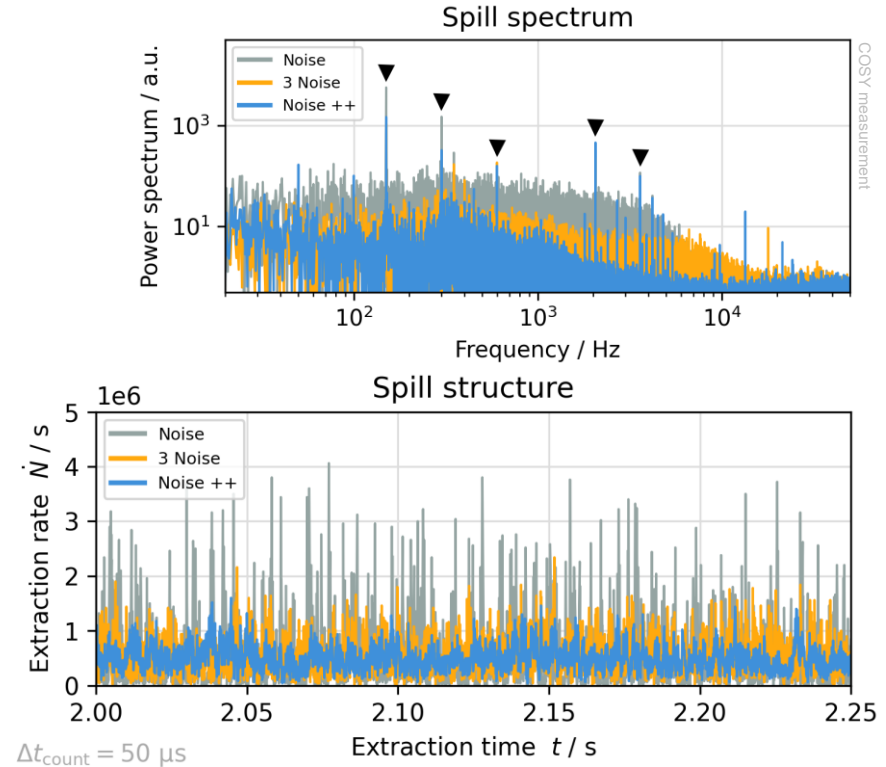 Spill spectrum
Power spectrum / a.u.
10³
10¹
Noise
3 Noise
Noise ++
COSY measurement
10²
10³
10⁴
Frequency / Hz
Spill structure
1e6
Extraction rate Ṅ / s
5
4
3
2
1
0
Noise
3 Noise
Noise ++
2.00
2.05
2.10
2.15
2.20
2.25
Extraction time t / s
Δt_count = 50 µs